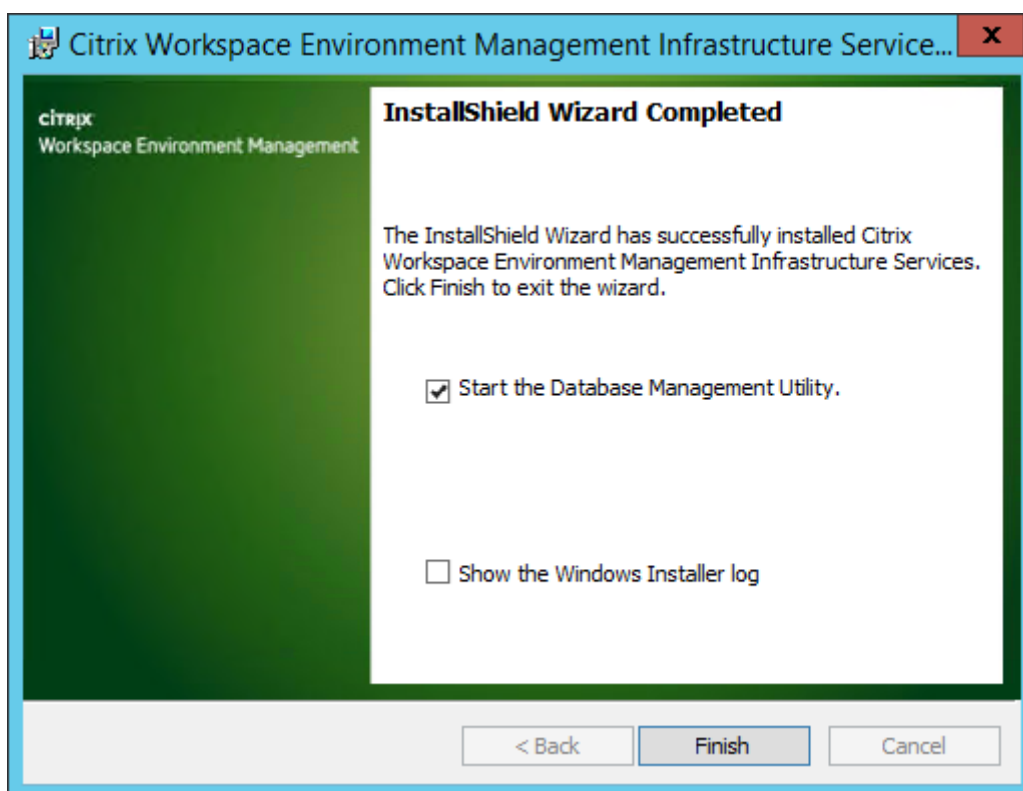 Citrix Workspace Environment Management Infrastructure Service...
x
CİTRIX
Workspace Environment Management
InstallShield Wizard Completed
The InstallShield Wizard has successfully installed Citrix
Workspace Environment Management Infrastructure Services.
Click Finish to exit the wizard.
Start the Database Management Utility.
Show the Windows Installer log
< Back
Finish
Cancel